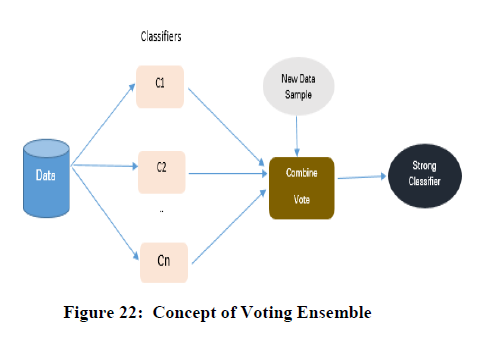 Classifiers
C1
New Data
Sample
Data
C2
Combine
Vote
Strong
Classifier
..
Cn
Figure 22: Concept of Voting Ensemble